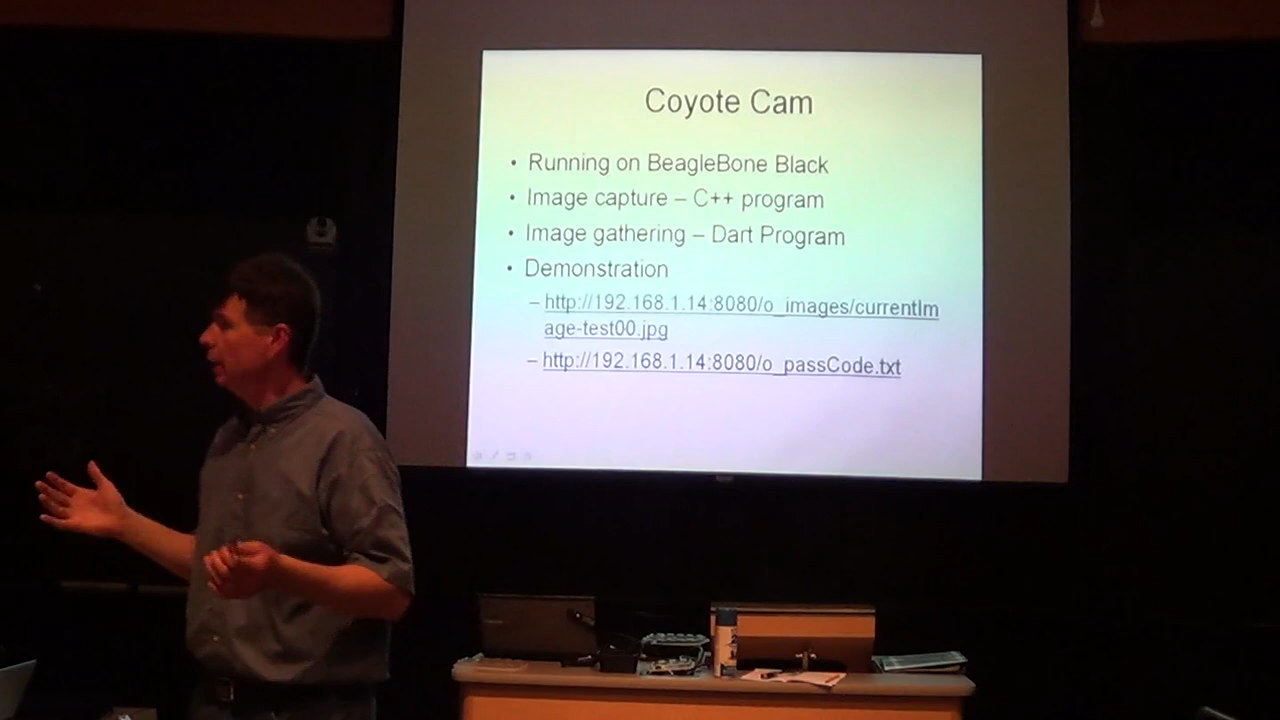 Coyote Cam
• Running on BeagleBone Black
• Image capture – C++ program
• Image gathering – Dart Program
• Demonstration
– http://192.168.1.14:8080/o_images/currentIm
age-test00.jpg
– http://192.168.1.14:8080/o_passCode.txt